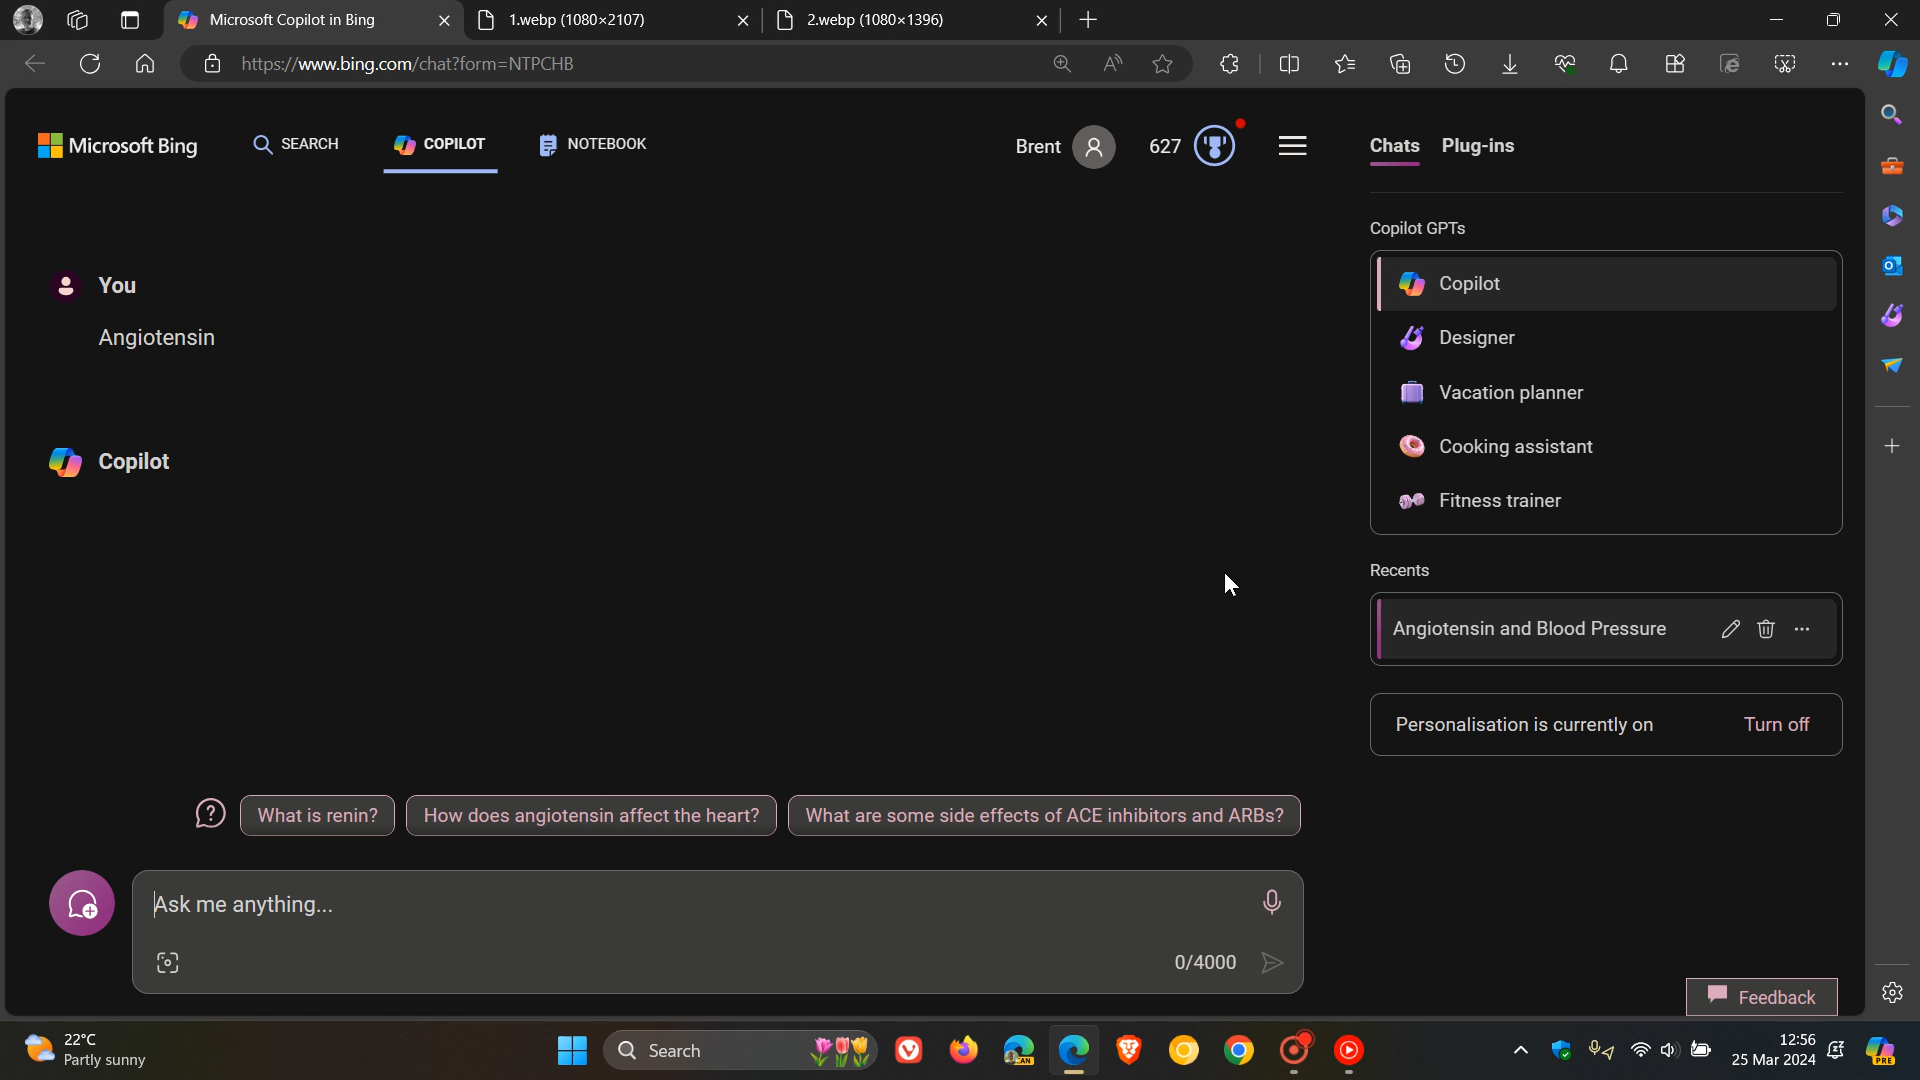 Microsoft Copilot in Bing
1.webp (1080×2107)
2.webp (1080×1396)
https://www.bing.com/chat?form=NTPCHB
Microsoft Bing
SEARCH
COPILOT
NOTEBOOK
Brent
627
Chats
Plug-ins
You
Angiotensin
Copilot
What is renin?
How does angiotensin affect the heart?
What are some side effects of ACE inhibitors and ARBs?
Ask me anything...
0/4000
Copilot GPTs
Copilot
Designer
Vacation planner
Cooking assistant
Fitness trainer
Recents
Angiotensin and Blood Pressure
Personalisation is currently on
Turn off
Feedback
22°C
Partly sunny
Search
CAN
12:56
25 Mar 2024
PRE